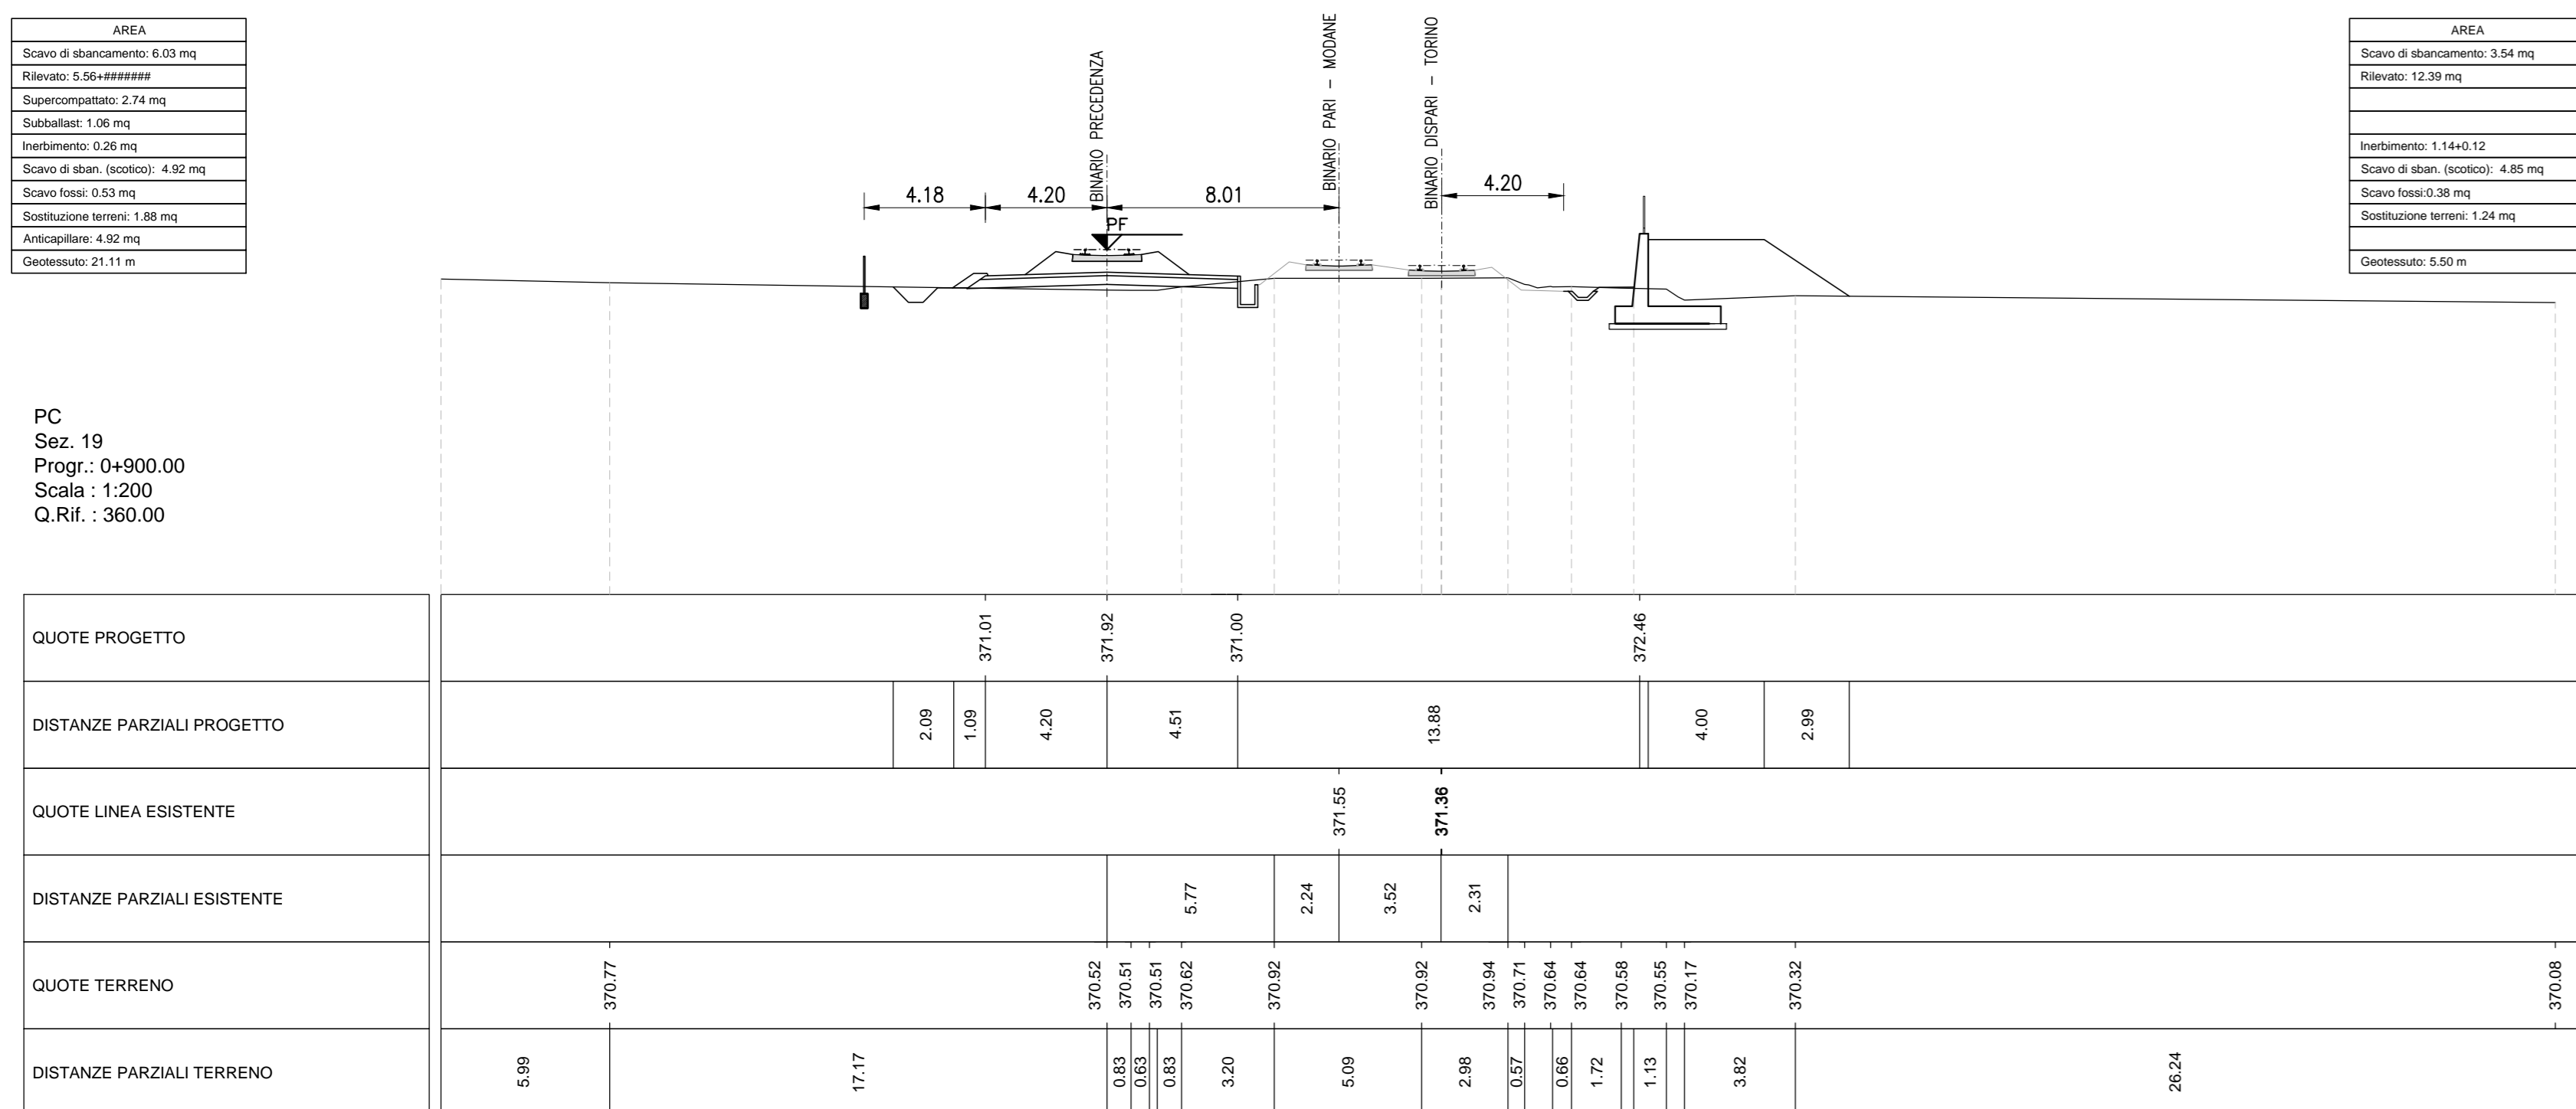 AREA
Scavo di sbancamento: 6.03 mq
Rilevato: 5.56+#######
Supercompattato: 2.74 mq
Subballast: 1.06 mq
Inerbimento: 0.26 mq
Scavo di sban. (scotico): 4.92 mq
Scavo fossi: 0.53 mq
Sostituzione terreni: 1.88 mq
Anticapillare: 4.92 mq
Geotessuto: 21.11 m
BINARIO PRECEDENZA
BINARIO PARI - MODANE
BINARIO DISPARI - TORINO
4.18
4.20
8.01
4.20
PF
AREA
Scavo di sbancamento: 3.54 mq
Rilevato: 12.39 mq
Inerbimento: 1.14+0.12
Scavo di sban. (scotico): 4.85 mq
Scavo fossi:0.38 mq
Sostituzione terreni: 1.24 mq
Geotessuto: 5.50 m
PC
Sez. 19
Progr.: 0+900.00
Scala : 1:200
Q.Rif. : 360.00
QUOTE PROGETTO
371.01
371.92
371.00
372.46
DISTANZE PARZIALI PROGETTO
2.09
1.09
4.20
4.51
13.88
4.00
2.99
QUOTE LINEA ESISTENTE
371.55
371.36
DISTANZE PARZIALI ESISTENTE
5.77
2.24
3.52
2.31
QUOTE TERRENO
370.77
370.52
370.51
370.51
370.62
370.92
370.92
370.94
370.71
370.64
370.64
370.58
370.55
370.17
370.32
370.08
DISTANZE PARZIALI TERRENO
5.99
17.17
0.83
0.63
0.83
3.20
5.09
2.98
0.57
0.66
1.72
1.13
3.82
26.24